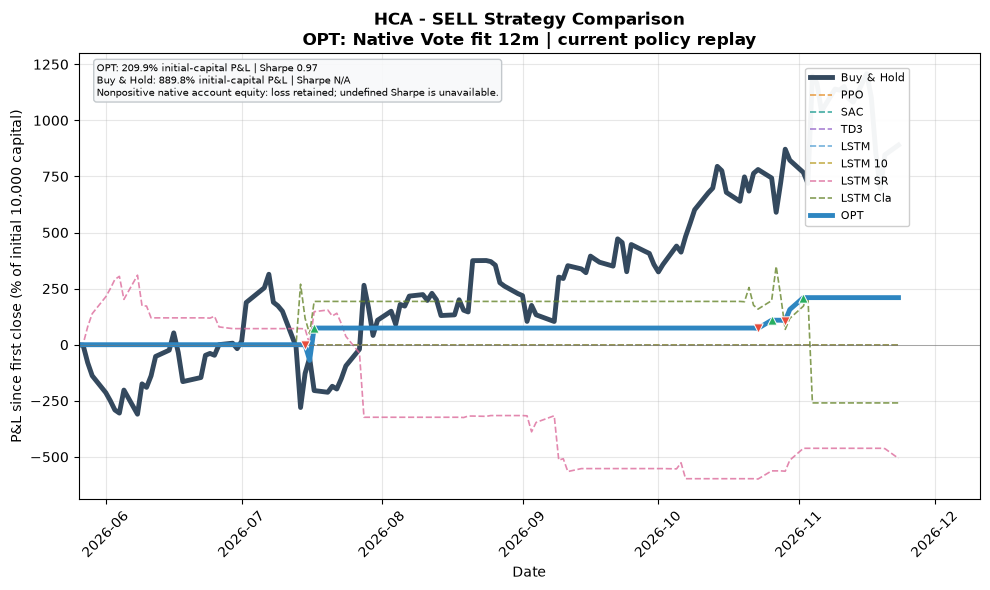 HCA - SELL Strategy Comparison
OPT: Native Vote fit 12m | current policy replay
OPT: 209.9% initial-capital P&L | Sharpe 0.97
Buy & Hold: 889.8% initial-capital P&L | Sharpe N/A
Nonpositive native account equity: loss retained; undefined Sharpe is unavailable.
Buy & Hold
PPO
SAC
TD3
LSTM
LSTM 10
LSTM SR
LSTM Cla
OPT
P&L since first close (% of initial 10,000 capital)
1250
1000
750
500
250
0
−250
−500
2026-06
2026-07
2026-08
2026-09
2026-10
2026-11
2026-12
Date